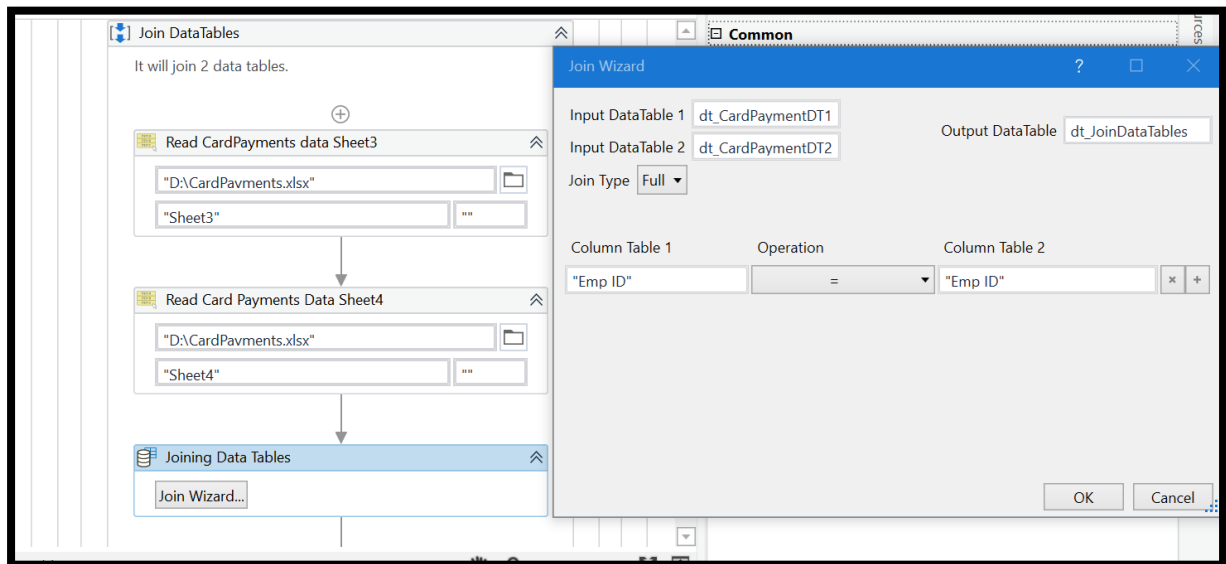 Join DataTables
It will join 2 data tables.
Read CardPayments data Sheet3
"D:\CardPayments.xlsx"
"Sheet3" ""
Read Card Payments Data Sheet4
"D:\CardPayments.xlsx"
"Sheet4" ""
Joining Data Tables
Join Wizard...
Common
Join Wizard ?
Input DataTable 1 dt_CardPaymentDT1
Input DataTable 2 dt_CardPaymentDT2
Output DataTable dt_JoinDataTables
Join Type Full
Column Table 1 Operation Column Table 2
"Emp ID" = "Emp ID"
OK Cancel